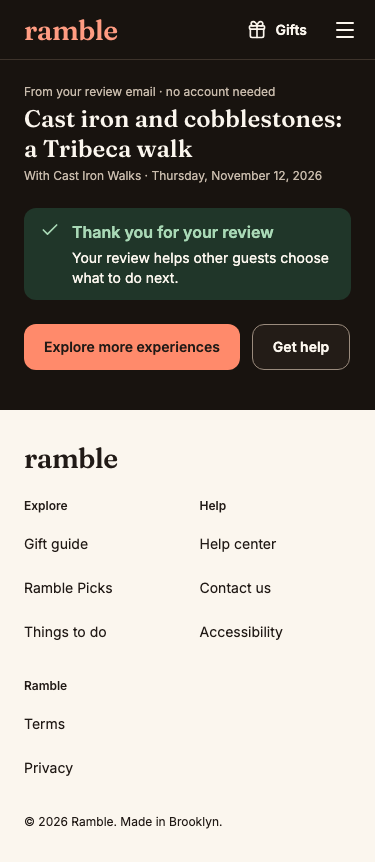 ramble
Gifts
From your review email · no account needed
Cast iron and cobblestones:
a Tribeca walk
With Cast Iron Walks · Thursday, November 12, 2026
Thank you for your review
Your review helps other guests choose
what to do next.
Explore more experiences
Get help
ramble
Explore
Gift guide
Ramble Picks
Things to do
Help
Help center
Contact us
Accessibility
Ramble
Terms
Privacy
© 2026 Ramble. Made in Brooklyn.